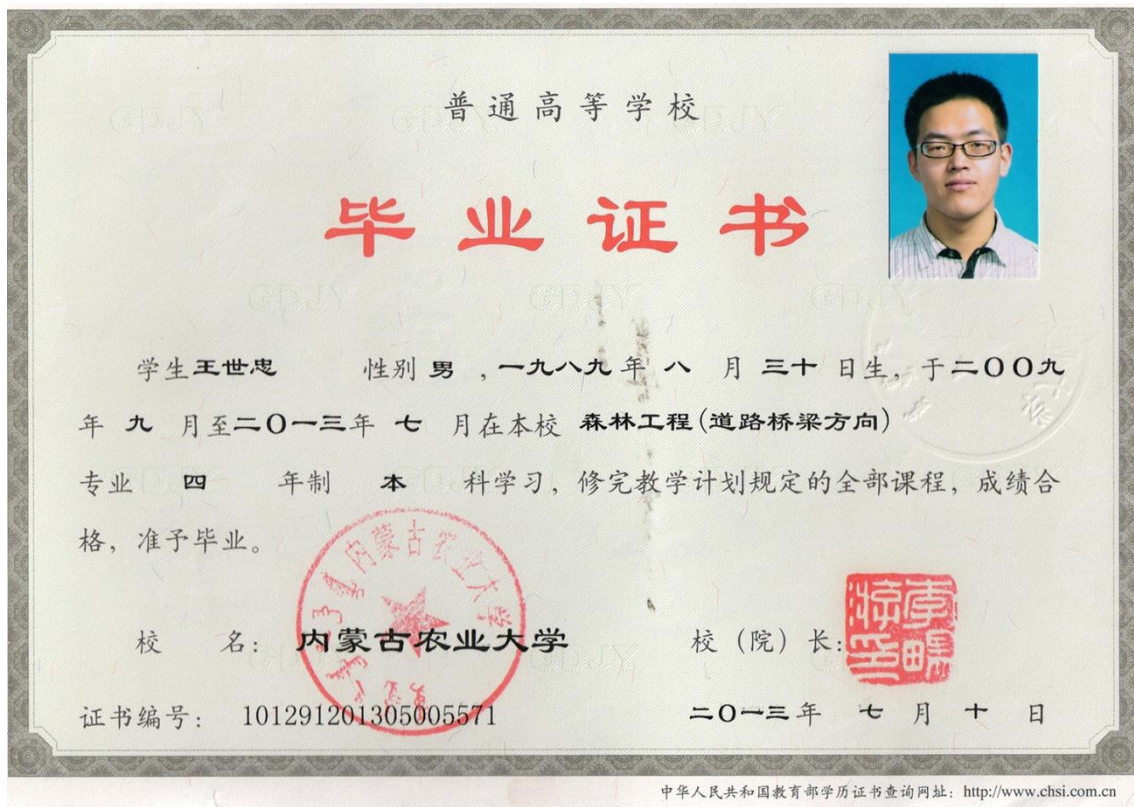 普通高等学校
毕业证书
学生王世忠 性别 男 ,一九八九 年 八 月 三十 日生，于二〇〇九
年 九 月至二〇一三年 七 月在本校 森林工程(道路桥梁方向)
专业 四 年制 本 科学习，修完教学计划规定的全部课程，成绩合
格，准予毕业。
内蒙古农业大学
校 名： 内蒙古农业大学 校（院）长：
证书编号： 101291201305005571 二〇一三年 七 月 十 日
中华人民共和国教育部学历证书查询网址：http://www.chsi.com.cn